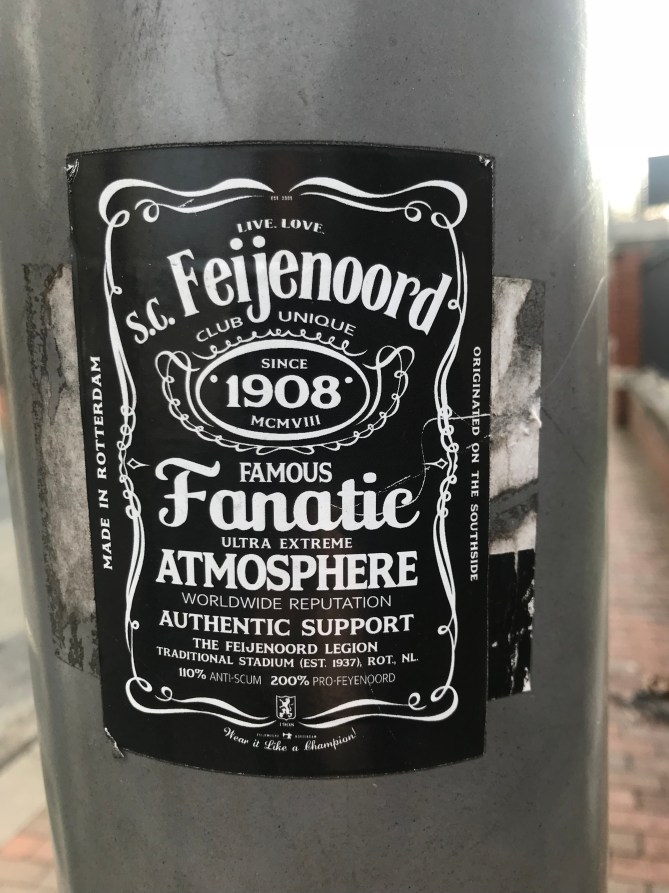 LIVE. LOVE.
S.C. Feijenoord
CLUB UNIQUE
SINCE
1908
MCMVIII
MADE IN ROTTERDAM
ORIGINATED ON THE SOUTHSIDE
FAMOUS
Fanatic
ULTRA EXTREME
ATMOSPHERE
WORLDWIDE REPUTATION
AUTHENTIC SUPPORT
THE FEIJENOORD LEGION
TRADITIONAL STADIUM (EST. 1937), ROT., NL.
110% ANTI-SCUM 200% PRO-FEYENOORD
1908
Wear it Like a Champion!